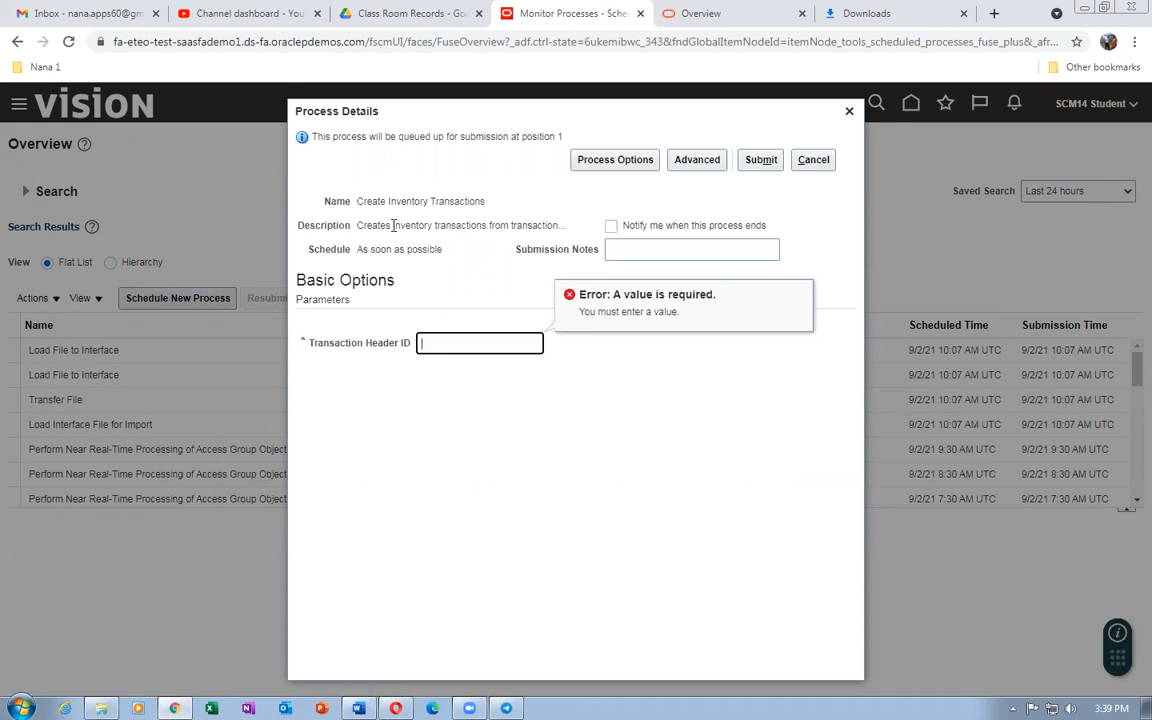 Inbox - nana.apps60@gm
Channel dashboard - You
Class Room Records - Goo
Monitor Processes - Sche
Overview
Downloads
fa-eteo-test-saasfademo1.ds-fa.oraclepdemos.com/fscmUI/faces/FuseOverview?_adf.ctrl-state=6ukemibwc_343&fndGlobalItemNodeId=itemNode_tools_scheduled_processes_fuse_plus&_afr...
Nana 1
Other bookmarks
VISION
SCM14 Student
Overview
Search
Saved Search
Last 24 hours
Search Results
View
Flat List
Hierarchy
Actions
View
Schedule New Process
Resubm
Name
Scheduled Time
Submission Time
Load File to Interface
9/2/21 10:07 AM UTC
9/2/21 10:07 AM UTC
Load File to Interface
9/2/21 10:07 AM UTC
9/2/21 10:07 AM UTC
Transfer File
9/2/21 10:07 AM UTC
9/2/21 10:07 AM UTC
Load Interface File for Import
9/2/21 10:07 AM UTC
9/2/21 10:07 AM UTC
Perform Near Real-Time Processing of Access Group Object
9/2/21 9:30 AM UTC
9/2/21 9:30 AM UTC
Perform Near Real-Time Processing of Access Group Object
9/2/21 8:30 AM UTC
9/2/21 8:30 AM UTC
Perform Near Real-Time Processing of Access Group Object
9/2/21 7:30 AM UTC
9/2/21 7:30 AM UTC
Process Details
This process will be queued up for submission at position 1
Process Options
Advanced
Submit
Cancel
Name Create Inventory Transactions
Description Creates inventory transactions from transaction...
Notify me when this process ends
Schedule As soon as possible
Submission Notes
Basic Options
Parameters
Error: A value is required.
You must enter a value.
* Transaction Header ID
3:39 PM